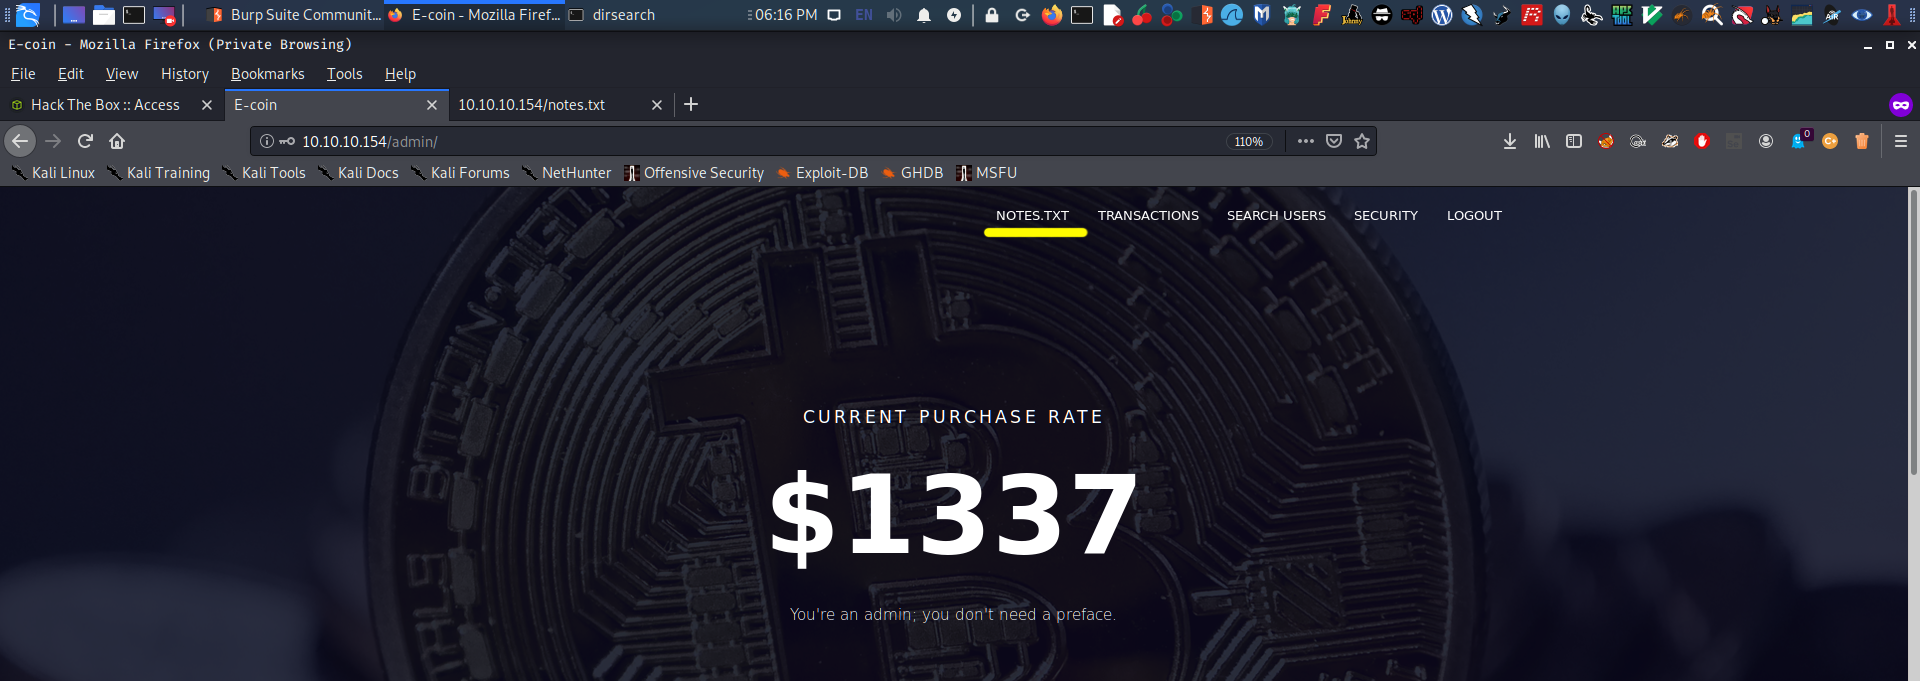 Burp Suite Communit... E-coin - Mozilla Firef... dirsearch 06:16 PM EN
E-coin - Mozilla Firefox (Private Browsing)
File Edit View History Bookmarks Tools Help
Hack The Box :: Access E-coin 10.10.10.154/notes.txt
10.10.10.154/admin/ 110% 0
Kali Linux Kali Training Kali Tools Kali Docs Kali Forums NetHunter Offensive Security Exploit-DB GHDB MSFU
NOTES.TXT TRANSACTIONS SEARCH USERS SECURITY LOGOUT
CURRENT PURCHASE RATE
$1337
You're an admin; you don't need a preface.